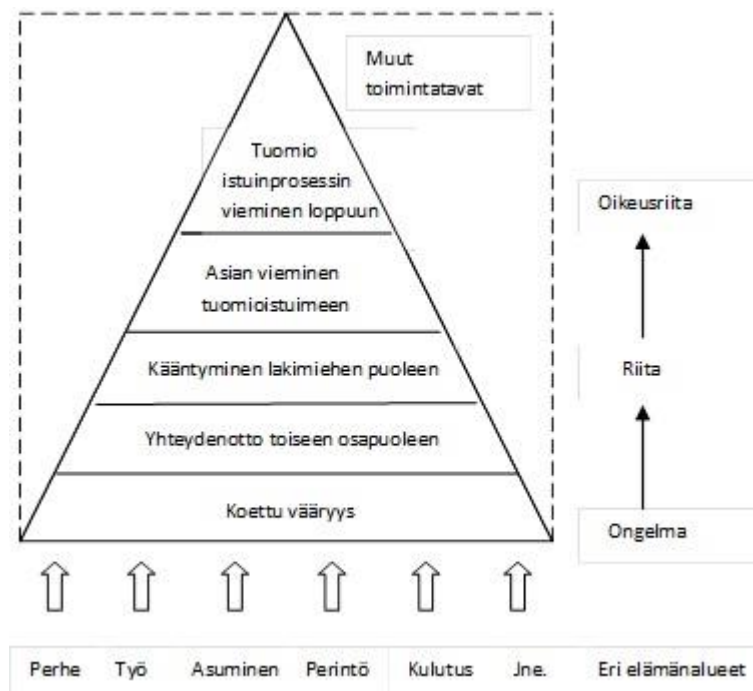 Muut
toimintatavat
Tuomio
istuinprosessin
vieminen loppuun
Oikeusriita
Asian vieminen
tuomioistuimeen
Kääntyminen lakimiehen puoleen
Riita
Yhteydenotto toiseen osapuoleen
Koettu vääryys
Ongelma
Perhe Työ Asuminen Perintö Kulutus Jne. Eri elämänalueet